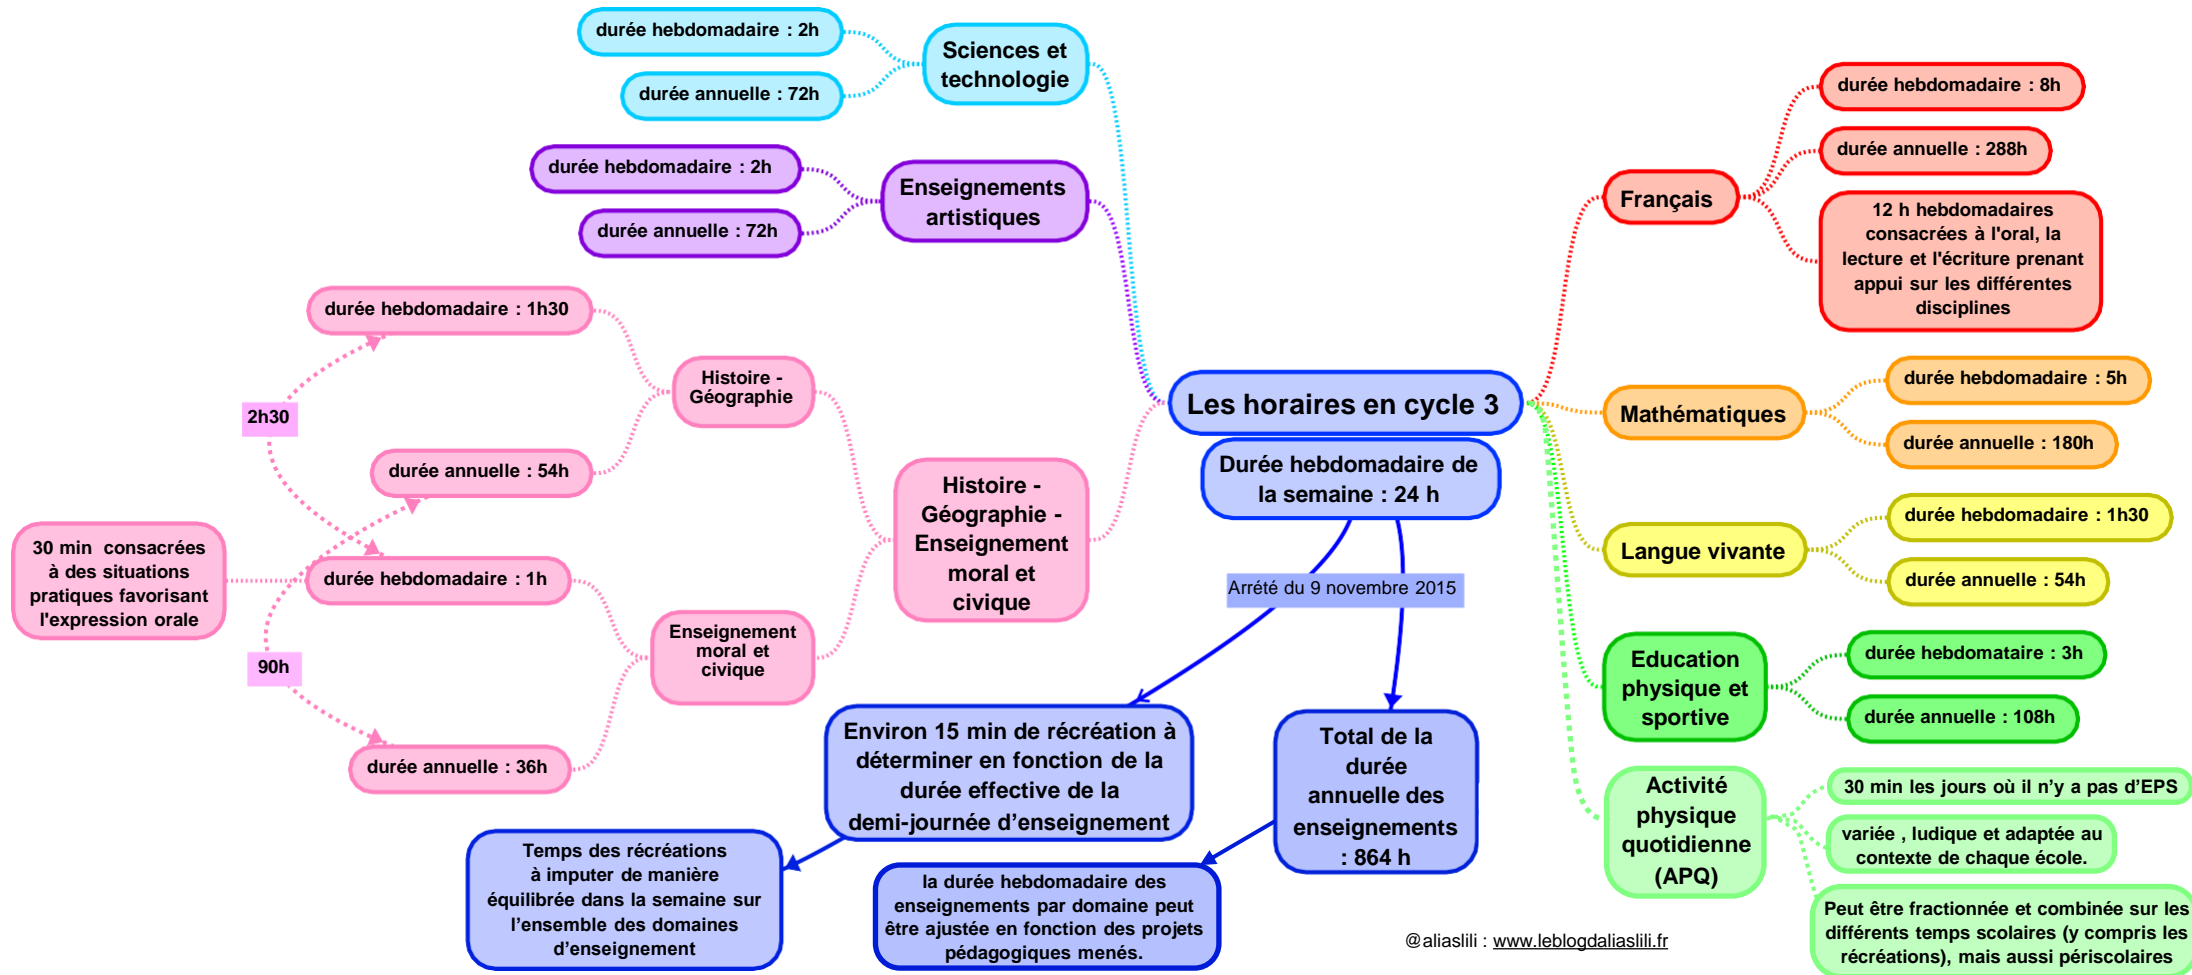 Les horaires en cycle 3
Durée hebdomadaire de
la semaine : 24 h
Arrété du 9 novembre 2015
Environ 15 min de récréation à
déterminer en fonction de la
durée effective de la
demi-journée d’enseignement
Temps des récréations
à imputer de manière
équilibrée dans la semaine sur
l’ensemble des domaines
d’enseignement
Total de la
durée
annuelle des
enseignements
: 864 h
la durée hebdomadaire des
enseignements par domaine peut
être ajustée en fonction des projets
pédagogiques menés.
Sciences et
technologie
durée hebdomadaire : 2h
durée annuelle : 72h
Enseignements
artistiques
durée hebdomadaire : 2h
durée annuelle : 72h
Histoire -
Géographie -
Enseignement
moral et
civique
Histoire -
Géographie
durée hebdomadaire : 1h30
durée annuelle : 54h
Enseignement
moral et
civique
durée hebdomadaire : 1h
durée annuelle : 36h
30 min  consacrées
à des situations
pratiques favorisant
l'expression orale
2h30
90h
Français
durée hebdomadaire : 8h
durée annuelle : 288h
12 h hebdomadaires
consacrées à l'oral, la
lecture et l'écriture prenant
appui sur les différentes
disciplines
Mathématiques
durée hebdomadaire : 5h
durée annuelle : 180h
Langue vivante
durée hebdomadaire : 1h30
durée annuelle : 54h
Education
physique et
sportive
durée hebdomataire : 3h
durée annuelle : 108h
Activité
physique
quotidienne
(APQ)
30 min les jours où il n’y a pas d’EPS
variée , ludique et adaptée au
contexte de chaque école.
Peut être fractionnée et combinée sur les
différents temps scolaires (y compris les
récréations), mais aussi périscolaires
@aliaslili : www.leblogdaliaslili.fr